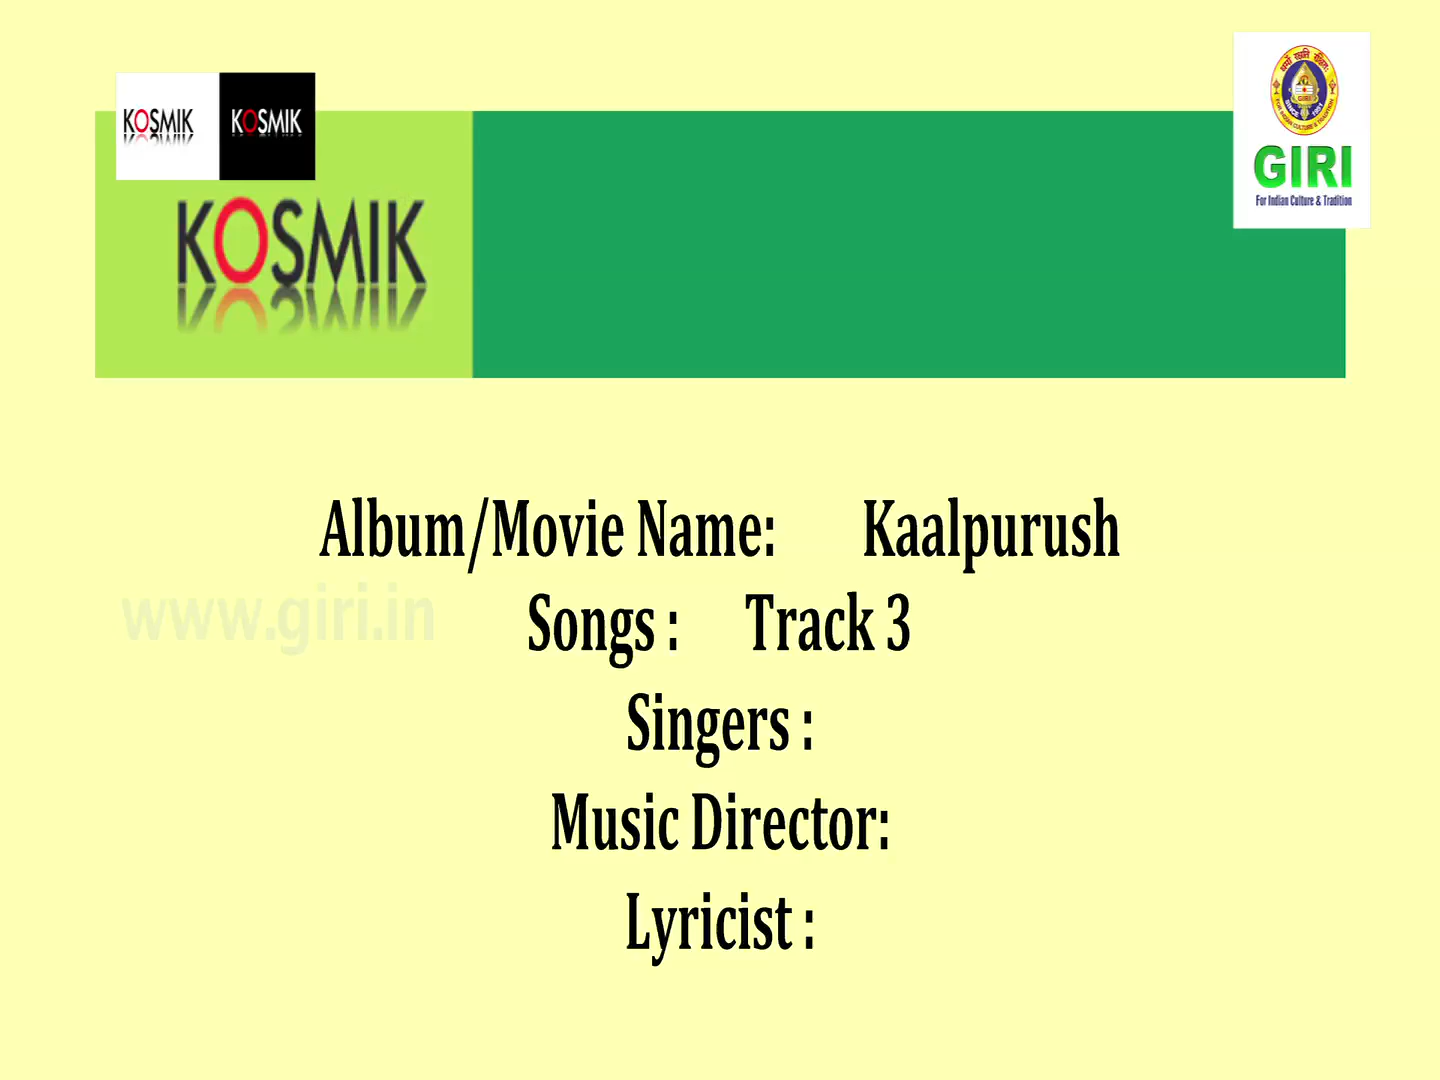 KOSMIK KOSMIK
KOSMIK
GIRI
For Indian Culture & Tradition
Album/Movie Name: Kaalpurush
www.giri.in
Songs : Track 3
Singers :
Music Director:
Lyricist :